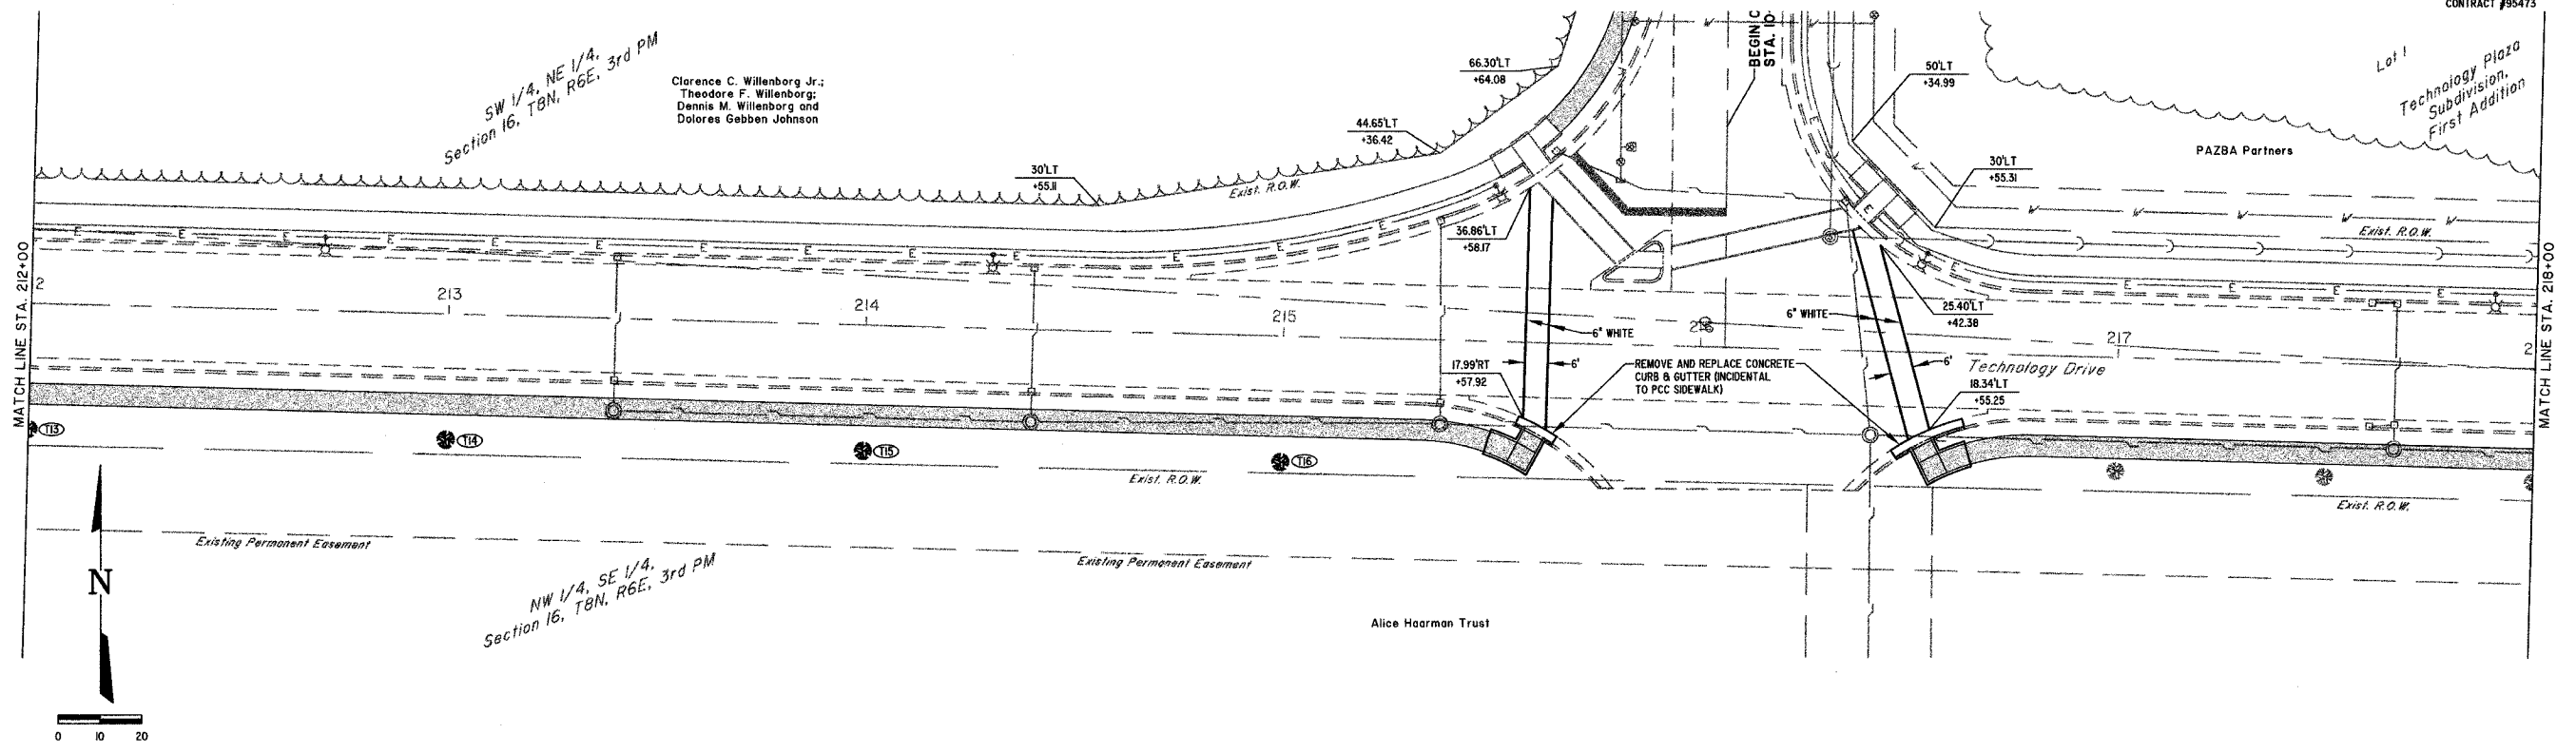 CONTRACT #95473
SW 1/4, NE 1/4,
Section 16, T8N, R6E, 3rd PM
Clarence C. Willenborg Jr.;
Theodore F. Willenborg;
Dennis M. Willenborg and
Dolores Gebben Johnson
66.30'LT
+64.08
BEGIN C
STA. 10
50'LT
+34.99
Lot 1
Technology Plaza
Subdivision,
First Addition
44.65'LT
+36.42
PAZBA Partners
30'LT
+55.11
Exist. R.O.W.
30'LT
+55.31
36.86'LT
+58.17
Exist. R.O.W.
MATCH LINE STA. 212+00
2
213
214
215
216
217
2
MATCH LINE STA. 218+00
6" WHITE
6" WHITE
25.40'LT
+42.38
17.99'RT
+57.92
6'
REMOVE AND REPLACE CONCRETE
CURB & GUTTER (INCIDENTAL
TO PCC SIDEWALK)
6'
Technology Drive
18.34'LT
+55.25
T13
T14
T15
T16
Exist. R.O.W.
Exist. R.O.W.
Existing Permanent Easement
Existing Permanent Easement
NW 1/4, SE 1/4,
Section 16, T8N, R6E, 3rd PM
N
Alice Haarman Trust
0 10 20
E E E E E E E E E E E E E E E E E E
W W W W W W W W